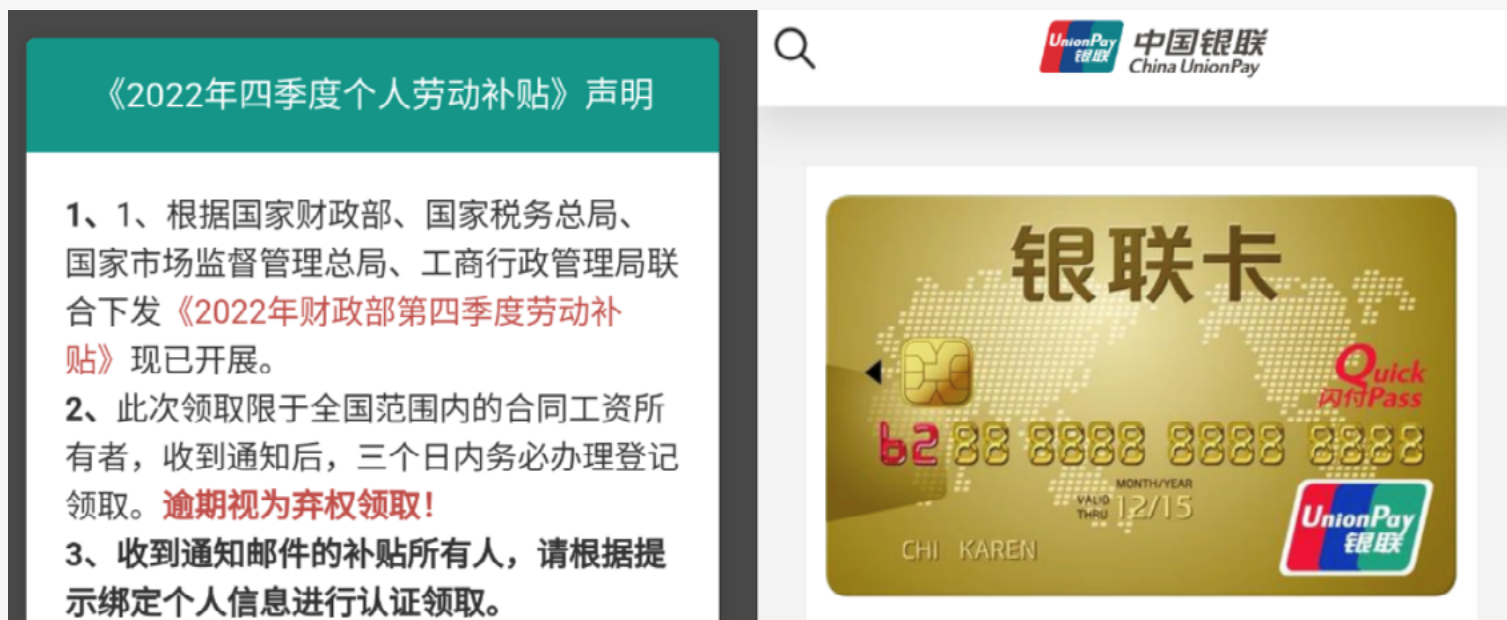 《2022年四季度个人劳动补贴》声明
1、1、根据国家财政部、国家税务总局、
国家市场监督管理总局、工商行政管理局联
合下发《2022年财政部第四季度劳动补
贴》现已开展。
2、此次领取限于全国范围内的合同工资所
有者，收到通知后，三个日内务必办理登记
领取。逾期视为弃权领取！
3、收到通知邮件的补贴所有人，请根据提
示绑定个人信息进行认证领取。
UnionPay
银联
中国银联
China UnionPay
银联卡
Quick
闪付Pass
6288 8888 8888 8888
MONTH/YEAR
VALID
THRU
12/15
CHI KAREN
UnionPay
银联